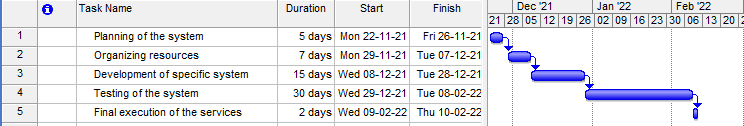 Task Name Duration Start Finish Dec '21 Jan '22 Feb '22
21 28 05 12 19 26 02 09 16 23 30 06 13 20
1 Planning of the system 5 days Mon 22-11-21 Fri 26-11-21
2 Organizing resources 7 days Mon 29-11-21 Tue 07-12-21
3 Development of specific system 15 days Wed 08-12-21 Tue 28-12-21
4 Testing of the system 30 days Wed 29-12-21 Tue 08-02-22
5 Final execution of the services 2 days Wed 09-02-22 Thu 10-02-22